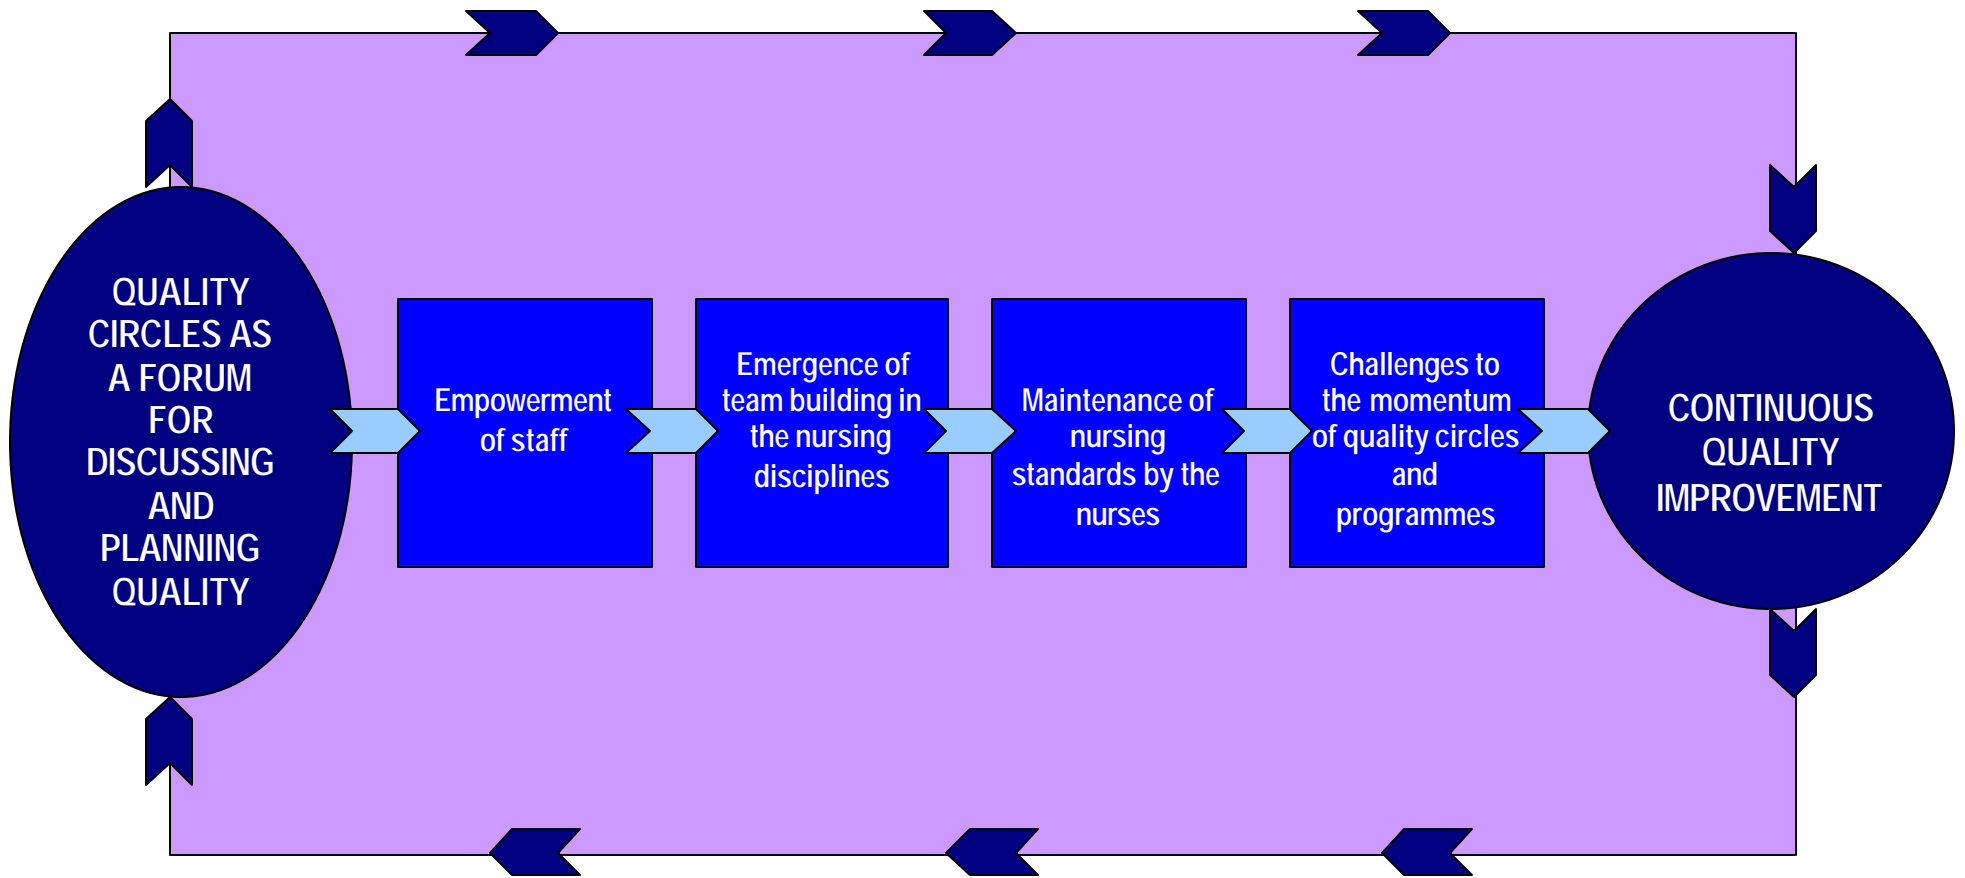 QUALITY
CIRCLES AS
A FORUM
FOR
DISCUSSING
AND
PLANNING
QUALITY
Empowerment
of staff
Emergence of
team building in
the nursing
disciplines
Maintenance of
nursing
standards by the
nurses
Challenges to
the momentum
of quality circles
and
programmes
CONTINUOUS
QUALITY
IMPROVEMENT